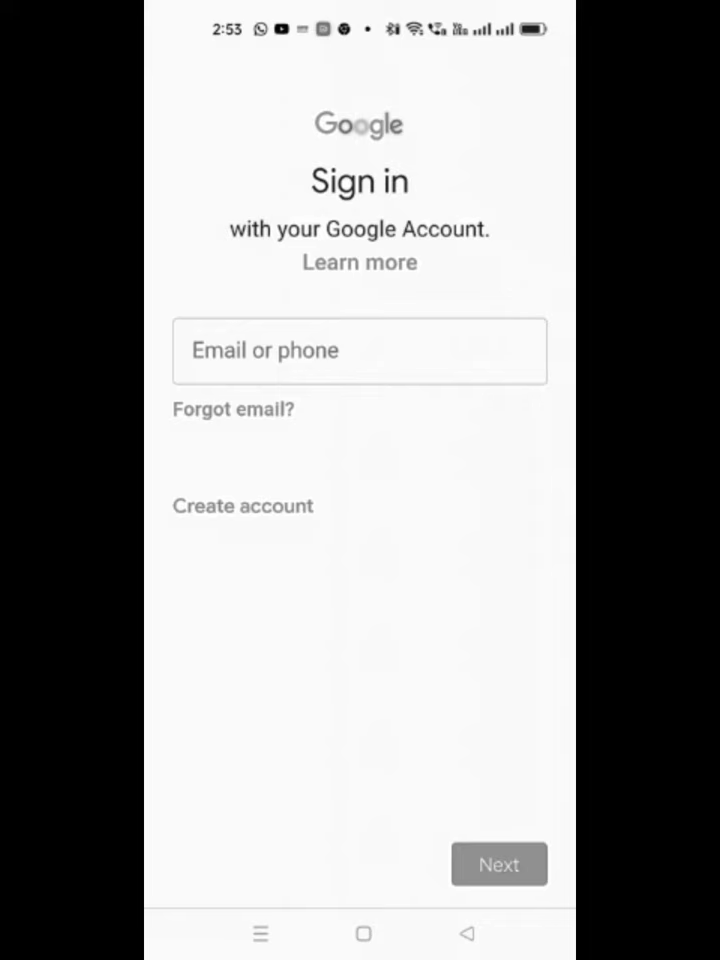 2:53
Google
Sign in
with your Google Account.
Learn more
Email or phone
Forgot email?
Create account
Next